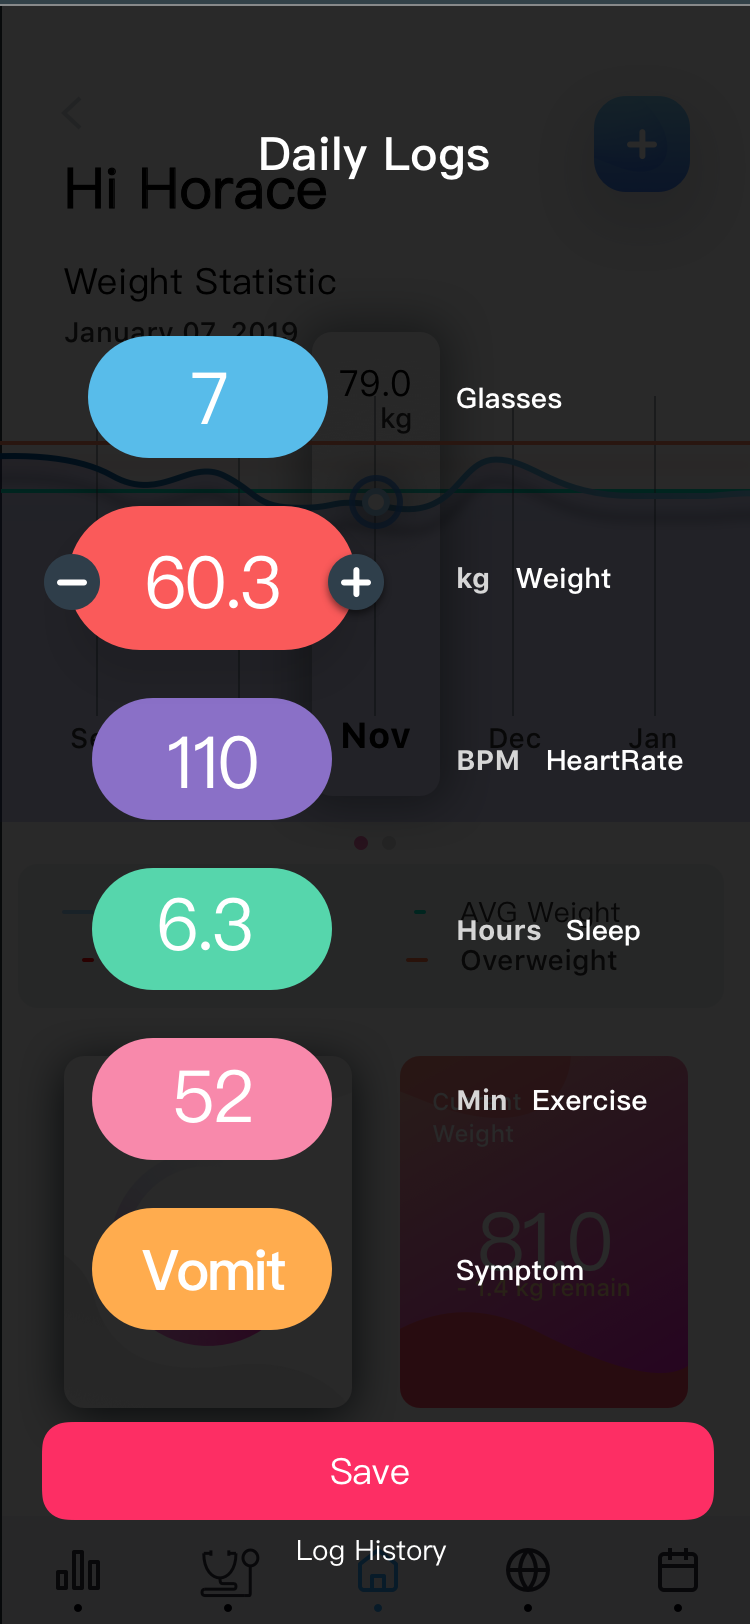 Daily Logs
Hi Horace
Weight Statistic
January 07, 2019
7
Glasses
79.0
kg
60.3
kg Weight
Nov
Dec
Jan
110
BPM HeartRate
AVG Weight
6.3
Hours Sleep
Overweight
52
Min Exercise
Weight
81.0
Vomit
Symptom
- 1.4 kg remain
Save
Log History